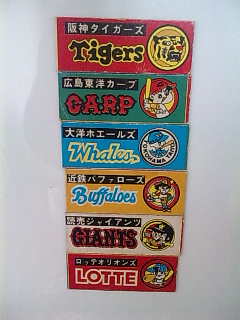 阪神タイガーズ
Tigers
広島東洋カープ
CARP
大洋ホエールズ
Whales
近鉄バファローズ
Buffaloes
読売ジャイアンツ
GIANTS
ロッテオリオンズ
LOTTE